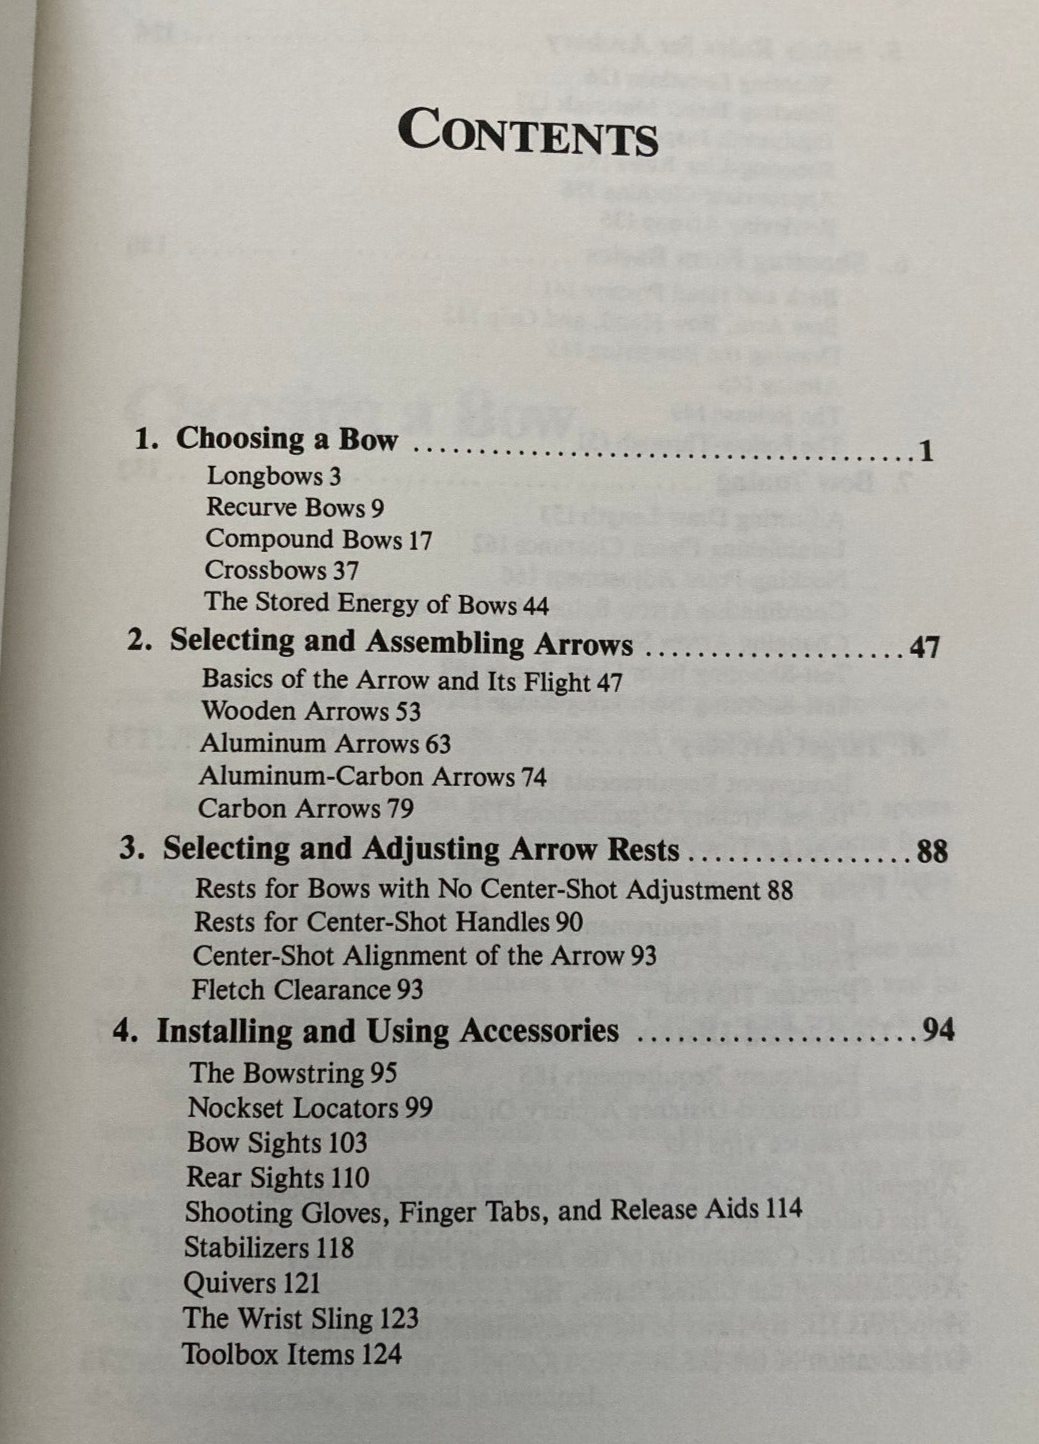 CONTENTS
1. Choosing a Bow ........................................1
Longbows 3
Recurve Bows 9
Compound Bows 17
Crossbows 37
The Stored Energy of Bows 44
2. Selecting and Assembling Arrows ....................47
Basics of the Arrow and Its Flight 47
Wooden Arrows 53
Aluminum Arrows 63
Aluminum-Carbon Arrows 74
Carbon Arrows 79
3. Selecting and Adjusting Arrow Rests .................88
Rests for Bows with No Center-Shot Adjustment 88
Rests for Center-Shot Handles 90
Center-Shot Alignment of the Arrow 93
Fletch Clearance 93
4. Installing and Using Accessories ......................94
The Bowstring 95
Nockset Locators 99
Bow Sights 103
Rear Sights 110
Shooting Gloves, Finger Tabs, and Release Aids 114
Stabilizers 118
Quivers 121
The Wrist Sling 123
Toolbox Items 124